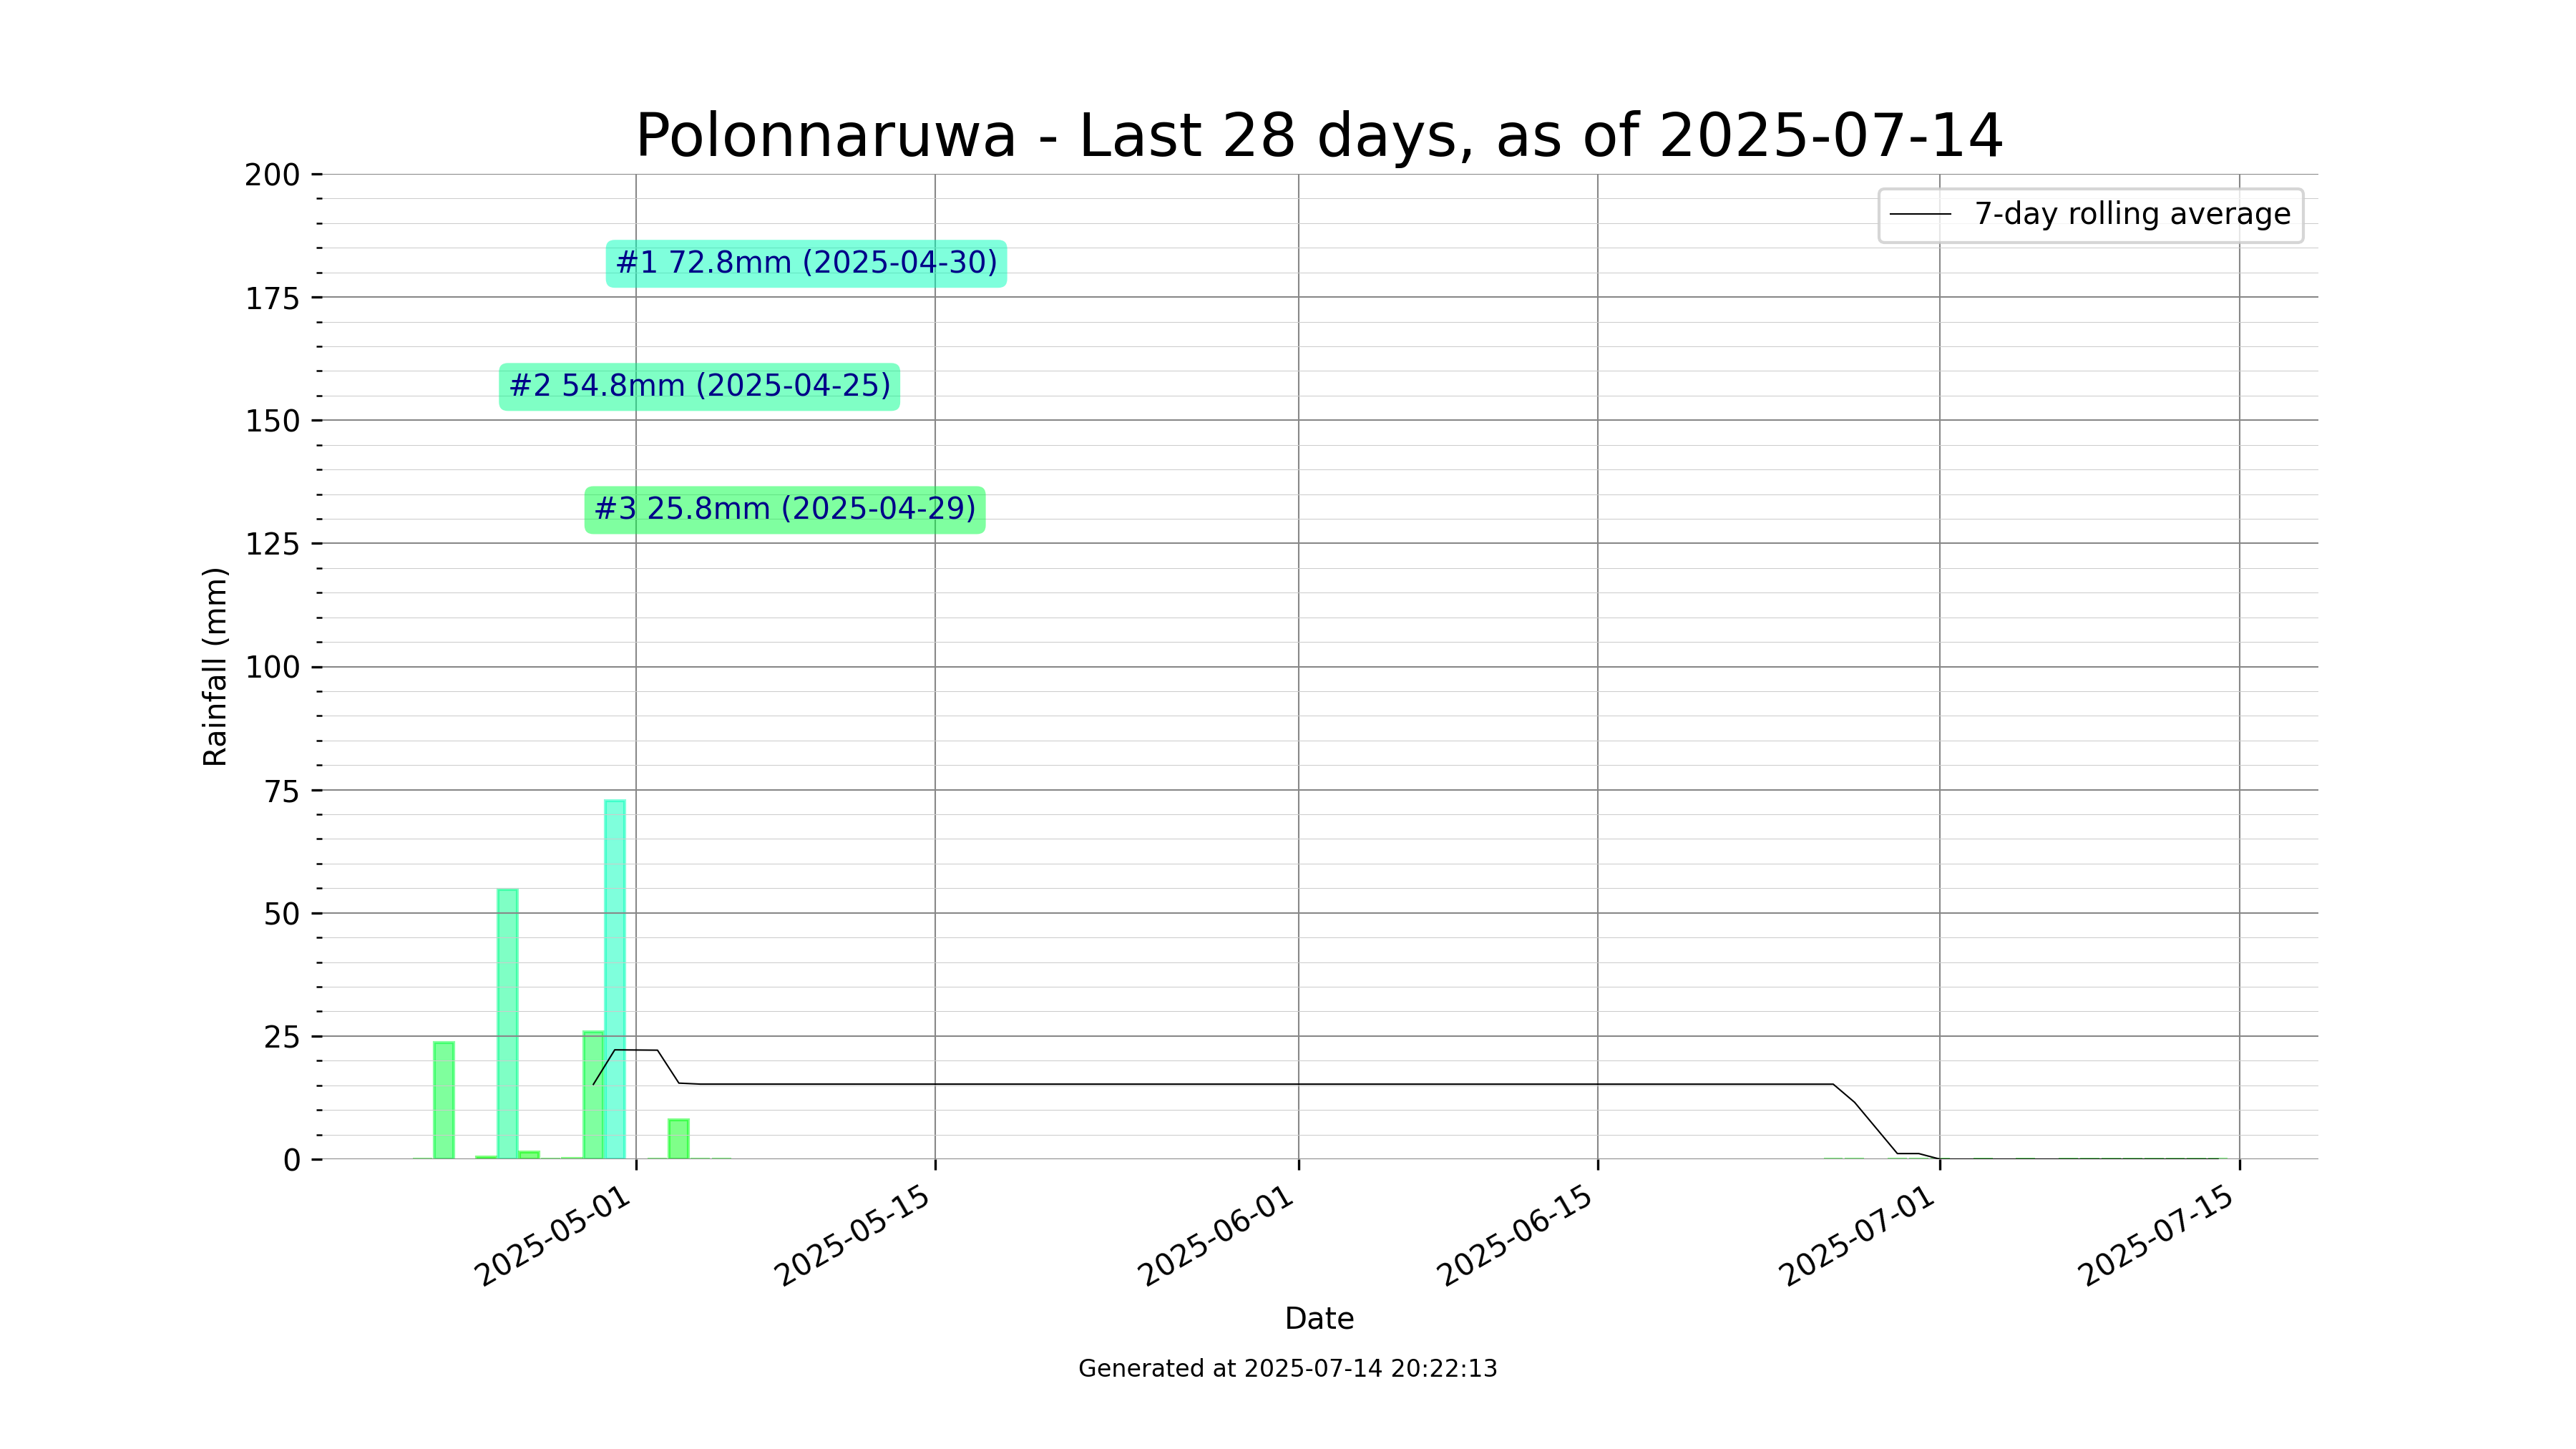 Polonnaruwa - Last 28 days, as of 2025-07-14
200
175
150
125
100
75
50
25
0
Rainfall (mm)
7-day rolling average
#1 72.8mm (2025-04-30)
#2 54.8mm (2025-04-25)
#3 25.8mm (2025-04-29)
2025-05-01
2025-05-15
2025-06-01
2025-06-15
2025-07-01
2025-07-15
Date
Generated at 2025-07-14 20:22:13